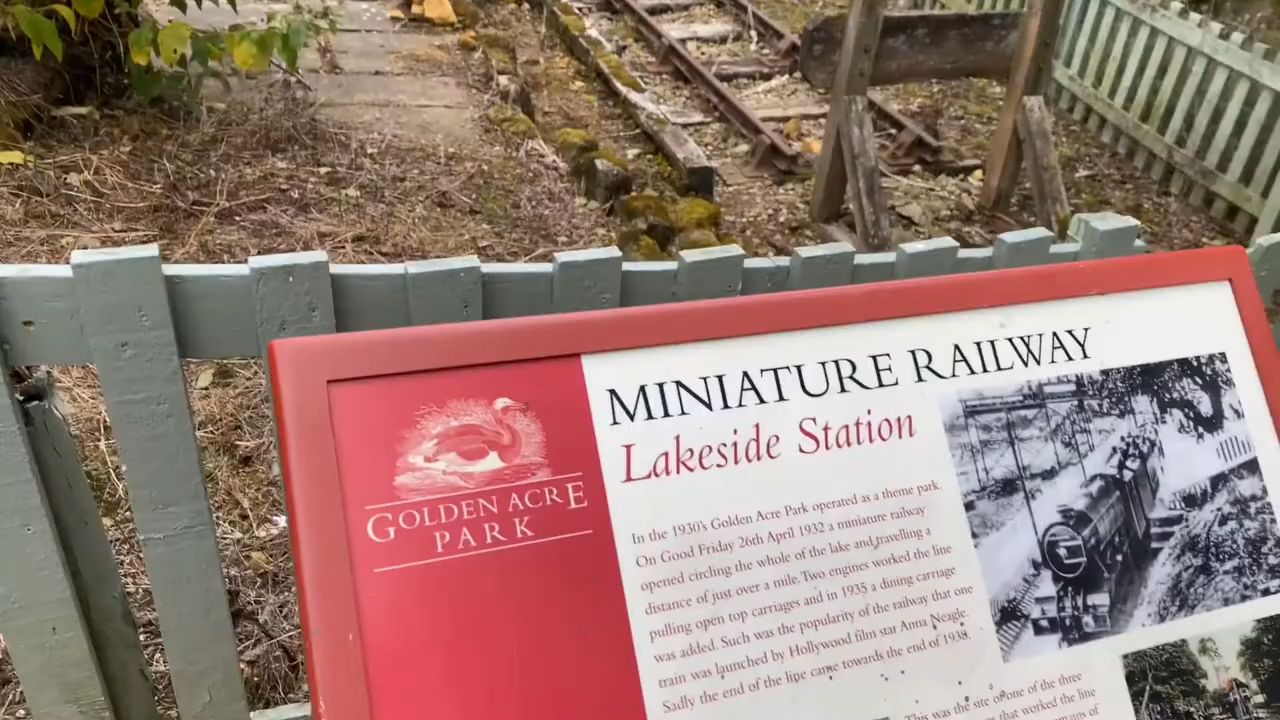 MINIATURE RAILWAY
Lakeside Station
GOLDEN ACRE
PARK
In the 1930's Golden Acre Park operated as a theme park.
On Good Friday 26th April 1932 a miniature railway
opened circling the whole of the lake and travelling a
distance of just over a mile. Two engines worked the line
pulling open top carriages and in 1935 a dining carriage
was added. Such was the popularity of the railway that one
train was launched by Hollywood film star Anna Neagle.
Sadly the end of the line came towards the end of 1938.
This was the site of one of the three
that worked the line
of